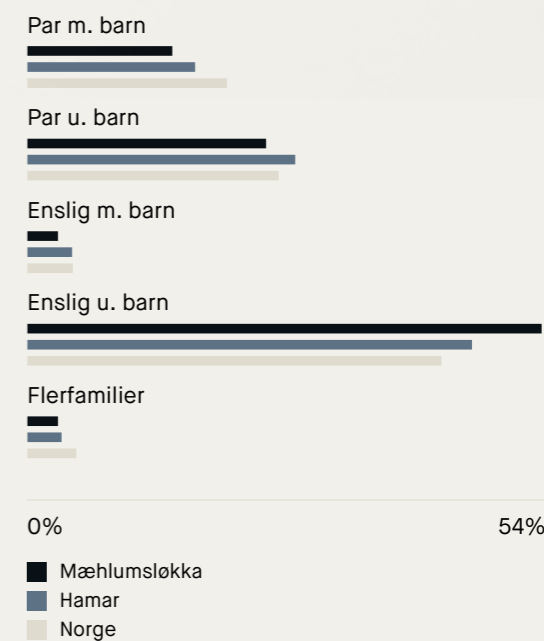 Par m. barn
Par u. barn
Enslig m. barn
Enslig u. barn
Flerfamilier
0% 54%
Mæhlumsløkka
Hamar
Norge